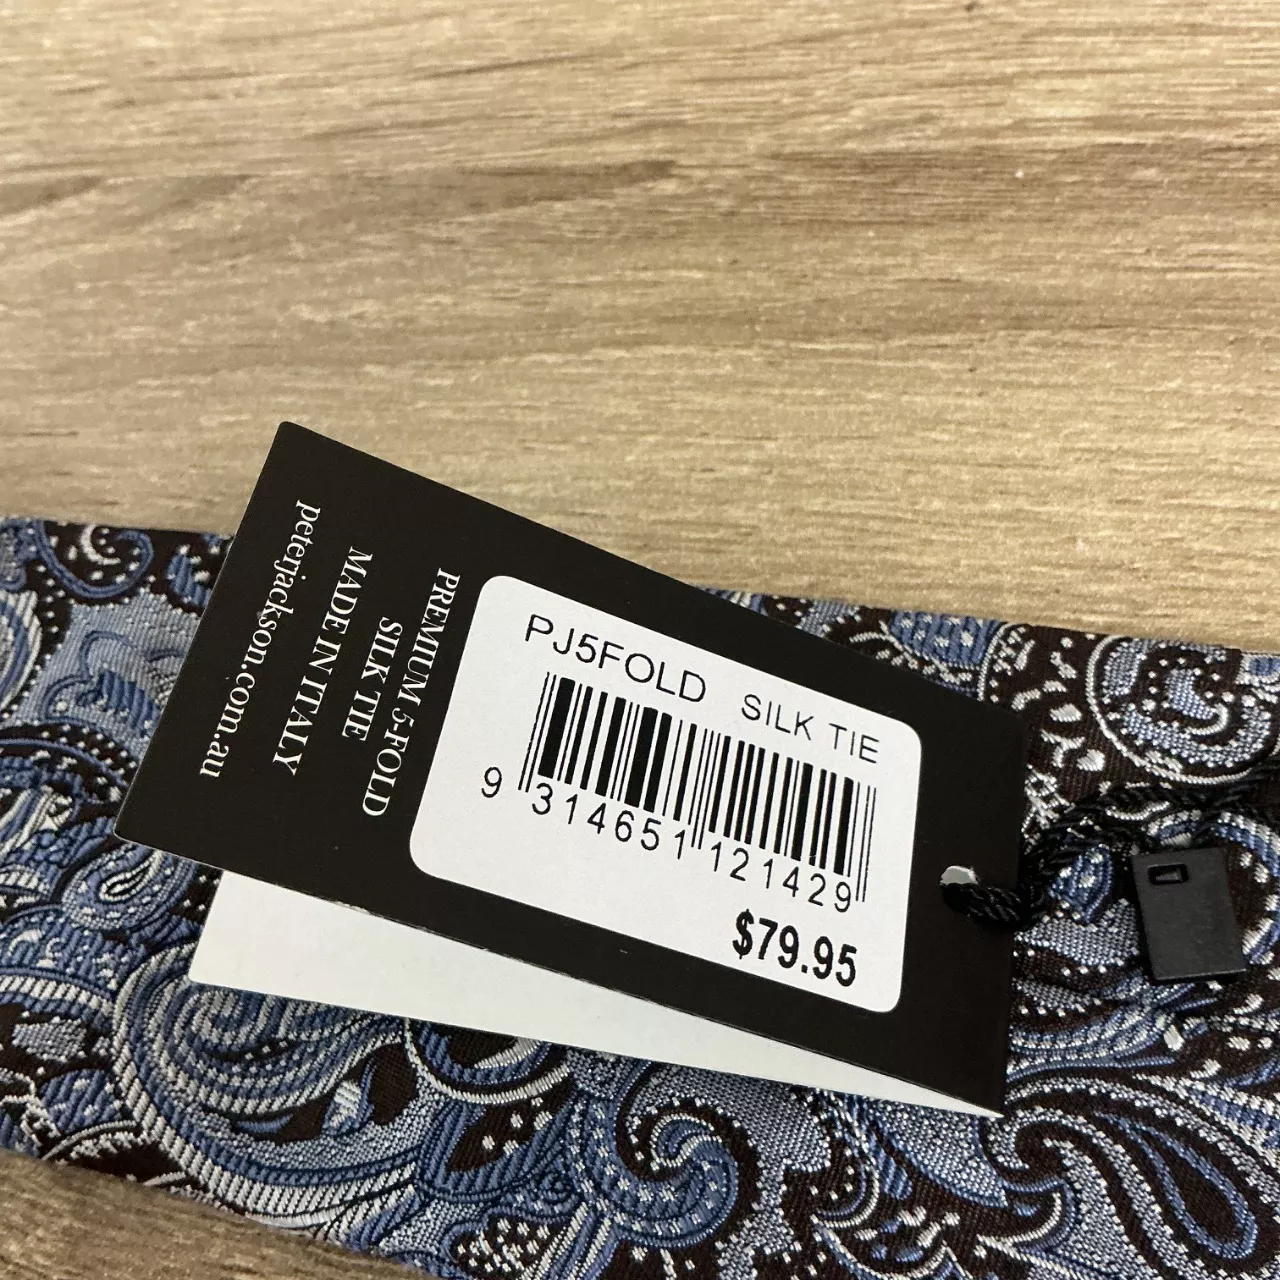 PJ5FOLD SILK TIE
9 314651 121429
$79.95
PREMIUM 5-FOLD
SILK TIE
MADE IN ITALY
peterjackson.com.au